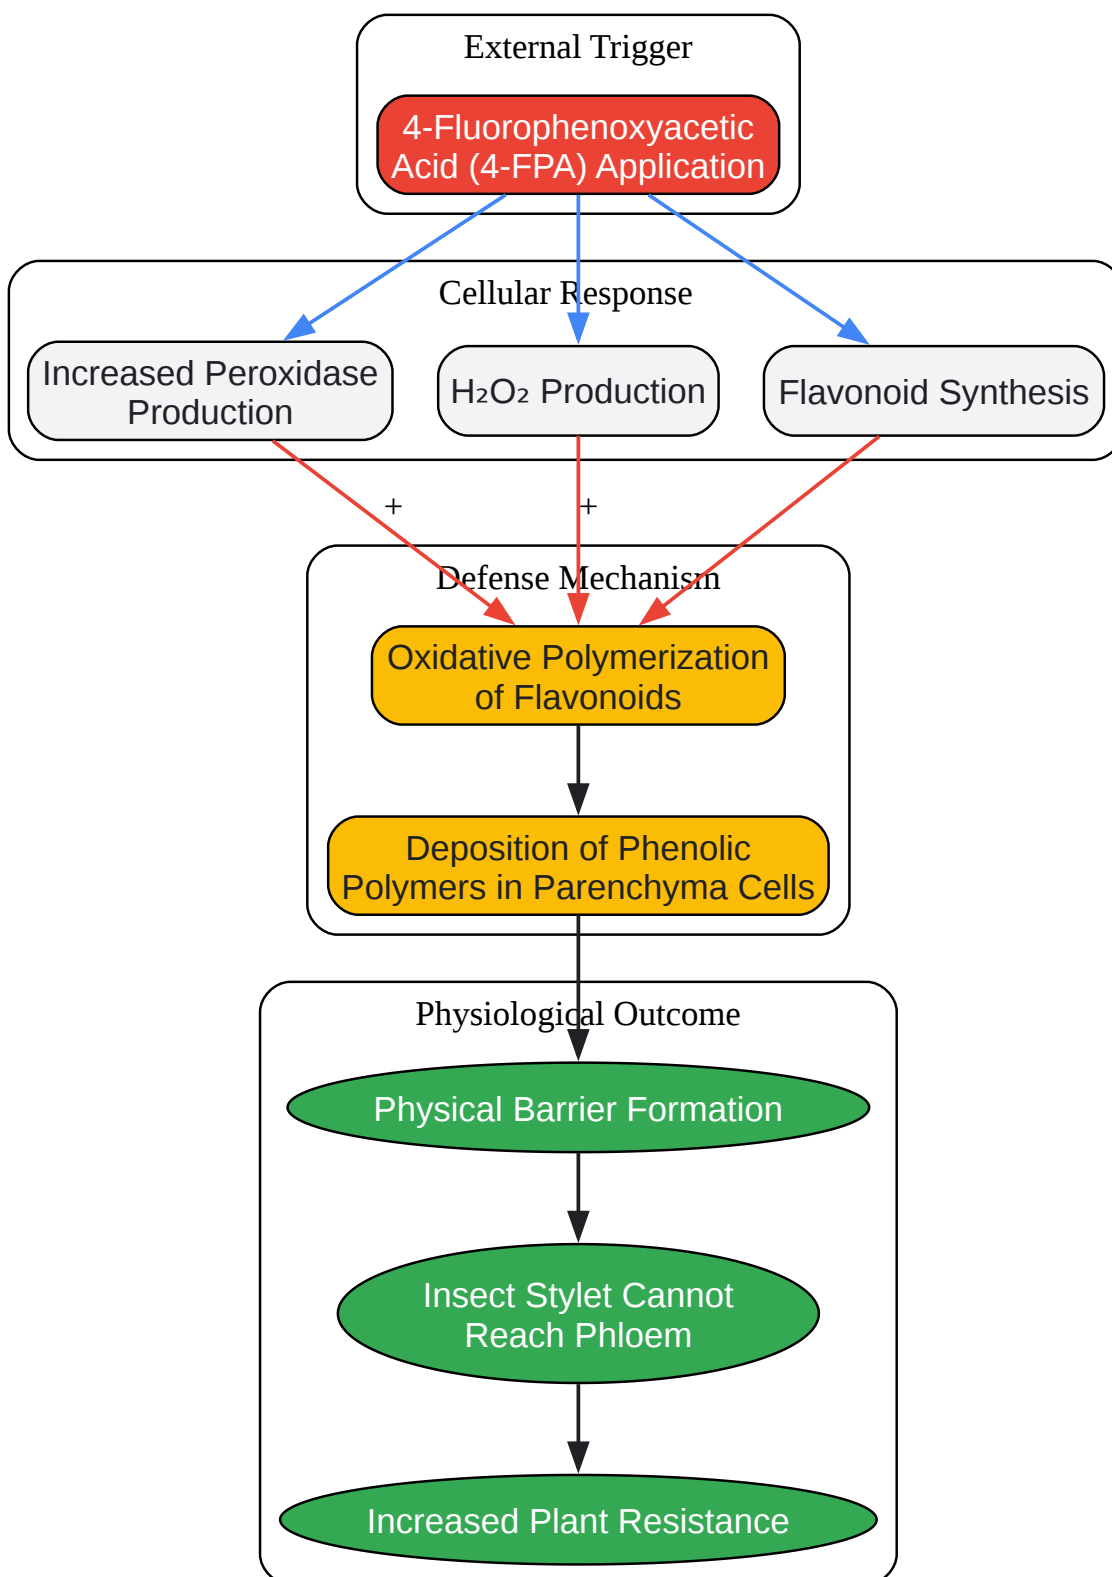 External Trigger
4-Fluorophenoxyacetic
Acid (4-FPA) Application
Cellular Response
Increased Peroxidase
Production
H₂O₂ Production
Flavonoid Synthesis
+
+
Defense Mechanism
Oxidative Polymerization
of Flavonoids
Deposition of Phenolic
Polymers in Parenchyma Cells
Physiological Outcome
Physical Barrier Formation
Insect Stylet Cannot
Reach Phloem
Increased Plant Resistance